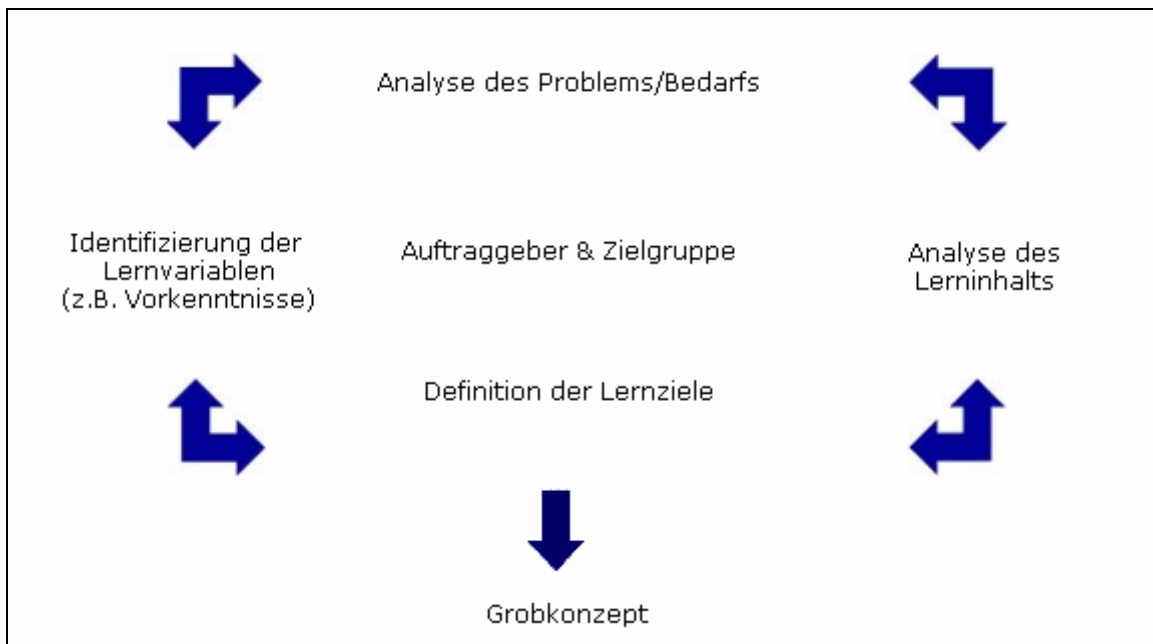 Analyse des Problems/Bedarfs
Identifizierung der
Lernvariablen
(z.B. Vorkenntnisse)
Auftraggeber & Zielgruppe
Analyse des
Lerninhalts
Definition der Lernziele
Grobkonzept